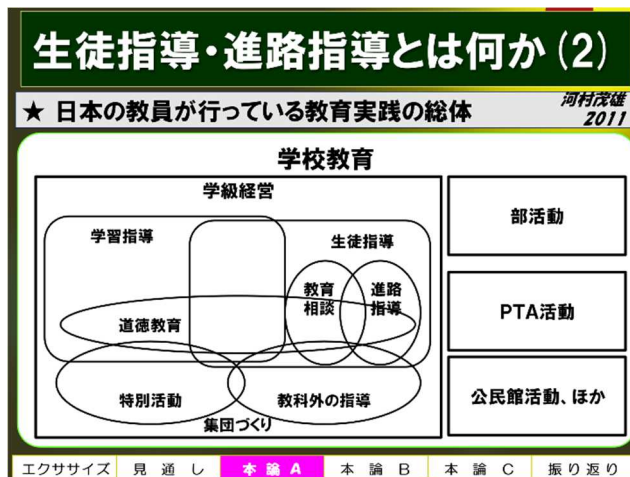 生徒指導・進路指導とは何か(2)
★ 日本の教員が行っている教育実践の総体
河村茂雄
2011
学校教育
学級経営
学習指導
生徒指導
教育
相談
進路
指導
道徳教育
特別活動
教科外の指導
集団づくり
部活動
PTA活動
公民館活動、ほか
エクササイズ 見通し 本論A 本論B 本論C 振り返り